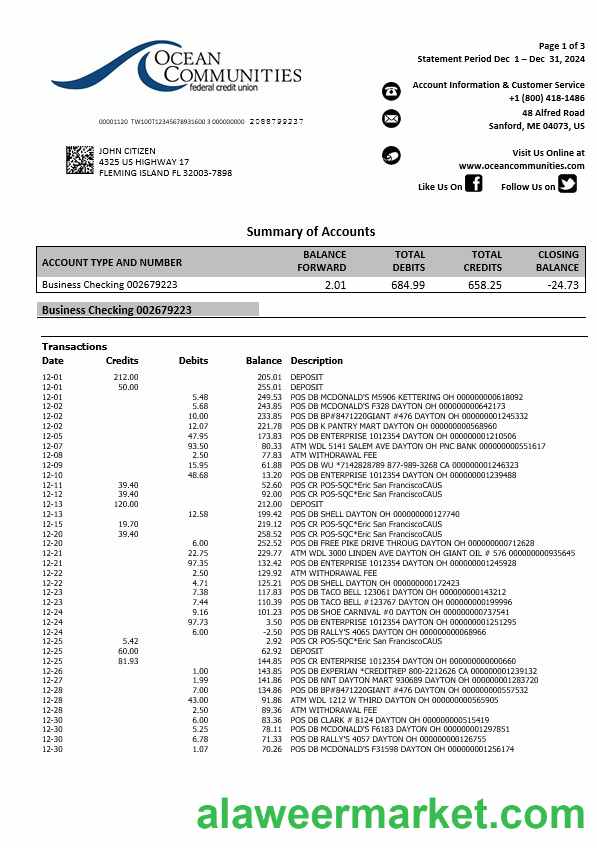 Page 1 of 3
Statement Period Dec 1 – Dec 31, 2024
OCEAN
COMMUNITIES
federal credit union
Account Information & Customer Service
+1 (800) 418-1486
48 Alfred Road
Sanford, ME 04073, US
00001120 TW100T12345678931600 3 000000000 2088799237
JOHN CITIZEN
4325 US HIGHWAY 17
FLEMING ISLAND FL 32003-7898
Visit Us Online at
www.oceancommunities.com
Like Us On Follow Us on
Summary of Accounts
ACCOUNT TYPE AND NUMBER BALANCE FORWARD TOTAL DEBITS TOTAL CREDITS CLOSING BALANCE
Business Checking 002679223 2.01 684.99 658.25 -24.73
Business Checking 002679223
Transactions
Date Credits Debits Balance Description
12-01 212.00 205.01 DEPOSIT
12-01 50.00 255.01 DEPOSIT
12-01 5.48 249.53 POS DB MCDONALD'S M5906 KETTERING OH 000000000618092
12-02 5.68 243.85 POS DB MCDONALD'S F328 DAYTON OH 000000000642173
12-02 10.00 233.85 POS DB BP#8471220GIANT #476 DAYTON OH 000000001245332
12-02 12.07 221.78 POS DB K PANTRY MART DAYTON OH 000000000568960
12-05 47.95 173.83 POS DB ENTERPRISE 1012354 DAYTON OH 000000001210506
12-07 93.50 80.33 ATM WDL 5141 SALEM AVE DAYTON OH PNC BANK 000000000551617
12-08 2.50 77.83 ATM WITHDRAWAL FEE
12-09 15.95 61.88 POS DB WU *7142828789 877-989-3268 CA 000000001246323
12-10 48.68 13.20 POS DB ENTERPRISE 1012354 DAYTON OH 000000001239488
12-11 39.40 52.60 POS CR POS-SQC*Eric San FranciscoCAUS
12-12 39.40 92.00 POS CR POS-SQC*Eric San FranciscoCAUS
12-13 120.00 212.00 DEPOSIT
12-13 12.58 199.42 POS DB SHELL DAYTON OH 000000000127740
12-15 19.70 219.12 POS CR POS-SQC*Eric San FranciscoCAUS
12-20 39.40 258.52 POS CR POS-SQC*Eric San FranciscoCAUS
12-20 6.00 252.52 POS DB FREE PIKE DRIVE THROUG DAYTON OH 000000000712628
12-21 22.75 229.77 ATM WDL 3000 LINDEN AVE DAYTON OH GIANT OIL # 576 000000000935645
12-21 97.35 132.42 POS DB ENTERPRISE 1012354 DAYTON OH 000000001245928
12-22 2.50 129.92 ATM WITHDRAWAL FEE
12-22 4.71 125.21 POS DB SHELL DAYTON OH 000000000172423
12-23 7.38 117.83 POS DB TACO BELL 123061 DAYTON OH 000000000143212
12-23 7.44 110.39 POS DB TACO BELL #123767 DAYTON OH 000000000199996
12-24 9.16 101.23 POS DB SHOE CARNIVAL #0 DAYTON OH 000000000737541
12-24 97.73 3.50 POS DB ENTERPRISE 1012354 DAYTON OH 000000001251295
12-24 6.00 -2.50 POS DB RALLY'S 4065 DAYTON OH 000000000068966
12-25 5.42 2.92 POS CR POS-SQC*Eric San FranciscoCAUS
12-25 60.00 62.92 DEPOSIT
12-25 81.93 144.85 POS CR ENTERPRISE 1012354 DAYTON OH 000000000000660
12-26 1.00 143.85 POS DB EXPERIAN *CREDITREP 800-2212626 CA 000000001239132
12-27 1.99 141.86 POS DB NNT DAYTON MART 930689 DAYTON OH 000000001283720
12-28 7.00 134.86 POS DB BP#8471220GIANT #476 DAYTON OH 000000000557532
12-28 43.00 91.86 ATM WDL 1212 W THIRD DAYTON OH 000000000565905
12-28 2.50 89.36 ATM WITHDRAWAL FEE
12-30 6.00 83.36 POS DB CLARK # 8124 DAYTON OH 000000000515419
12-30 5.25 78.11 POS DB MCDONALD'S F6183 DAYTON OH 000000001297851
12-30 6.78 71.33 POS DB RALLY'S 4057 DAYTON OH 000000000126755
12-30 1.07 70.26 POS DB MCDONALD'S F31598 DAYTON OH 000000001256174
alaweermarket.com